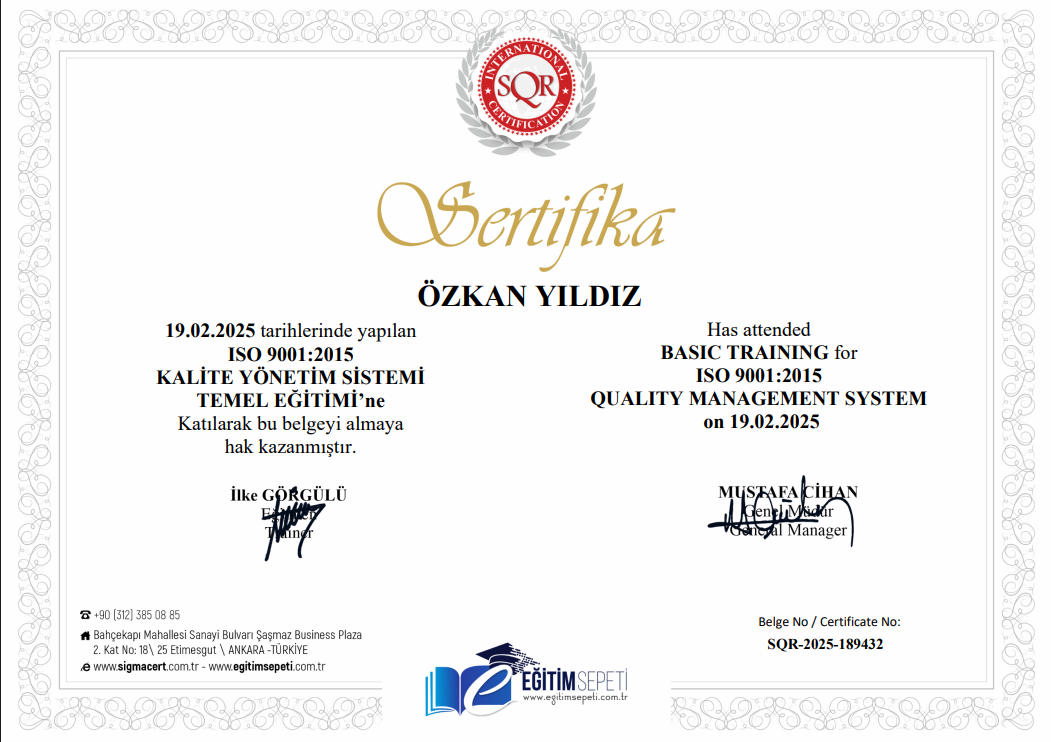 INTERNATIONAL
SQR
CERTIFICATION
Sertifika
ÖZKAN YILDIZ
19.02.2025 tarihlerinde yapılan
ISO 9001:2015
KALİTE YÖNETİM SİSTEMİ
TEMEL EĞİTİMİ’ne
Katılarak bu belgeyi almaya
hak kazanmıştır.
Has attended
BASIC TRAINING for
ISO 9001:2015
QUALITY MANAGEMENT SYSTEM
on 19.02.2025
İlke GÖRGÜLÜ
Eğitmen
Trainer
MUSTAFA CİHAN
Genel Müdür
General Manager
+90 (312) 385 08 85
Bahçekapı Mahallesi Sanayi Bulvarı Şaşmaz Business Plaza
2. Kat No: 18\ 25 Etimesgut \ ANKARA -TÜRKİYE
www.sigmacert.com.tr - www.egitimsepeti.com.tr
Belge No / Certificate No:
SQR-2025-189432
EĞİTİMSEPETİ
www.egitimsepeti.com.tr